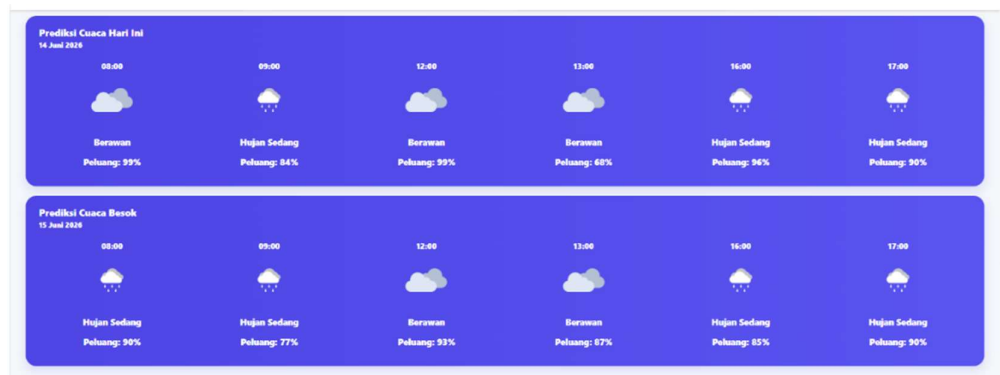 Prediksi Cuaca Hari Ini
14 Juni 2026
08:00 09:00 12:00 13:00 16:00 17:00
Berawan Hujan Sedang Berawan Berawan Hujan Sedang Hujan Sedang
Peluang: 99% Peluang: 84% Peluang: 99% Peluang: 68% Peluang: 96% Peluang: 90%
Prediksi Cuaca Besok
15 Juni 2026
08:00 09:00 12:00 13:00 16:00 17:00
Hujan Sedang Hujan Sedang Berawan Berawan Hujan Sedang Hujan Sedang
Peluang: 90% Peluang: 77% Peluang: 93% Peluang: 87% Peluang: 85% Peluang: 90%